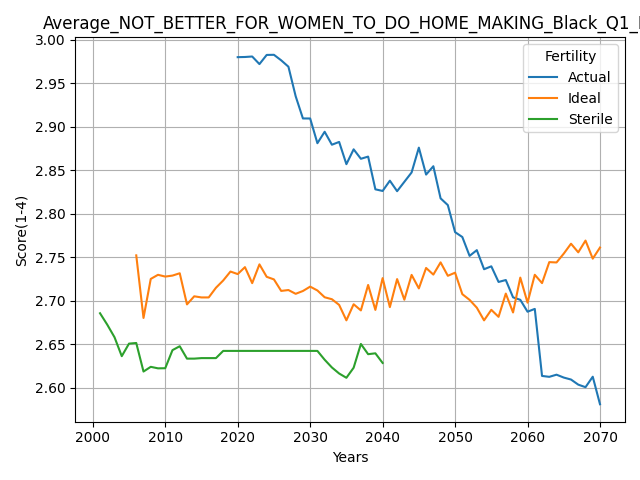 Average_NOT_BETTER_FOR_WOMEN_TO_DO_HOME_MAKING_Black_Q1_
3.00
2.95
2.90
2.85
2.80
2.75
2.70
2.65
2.60
Score(1-4)
Fertility
Actual
Ideal
Sterile
2000 2010 2020 2030 2040 2050 2060 2070
Years